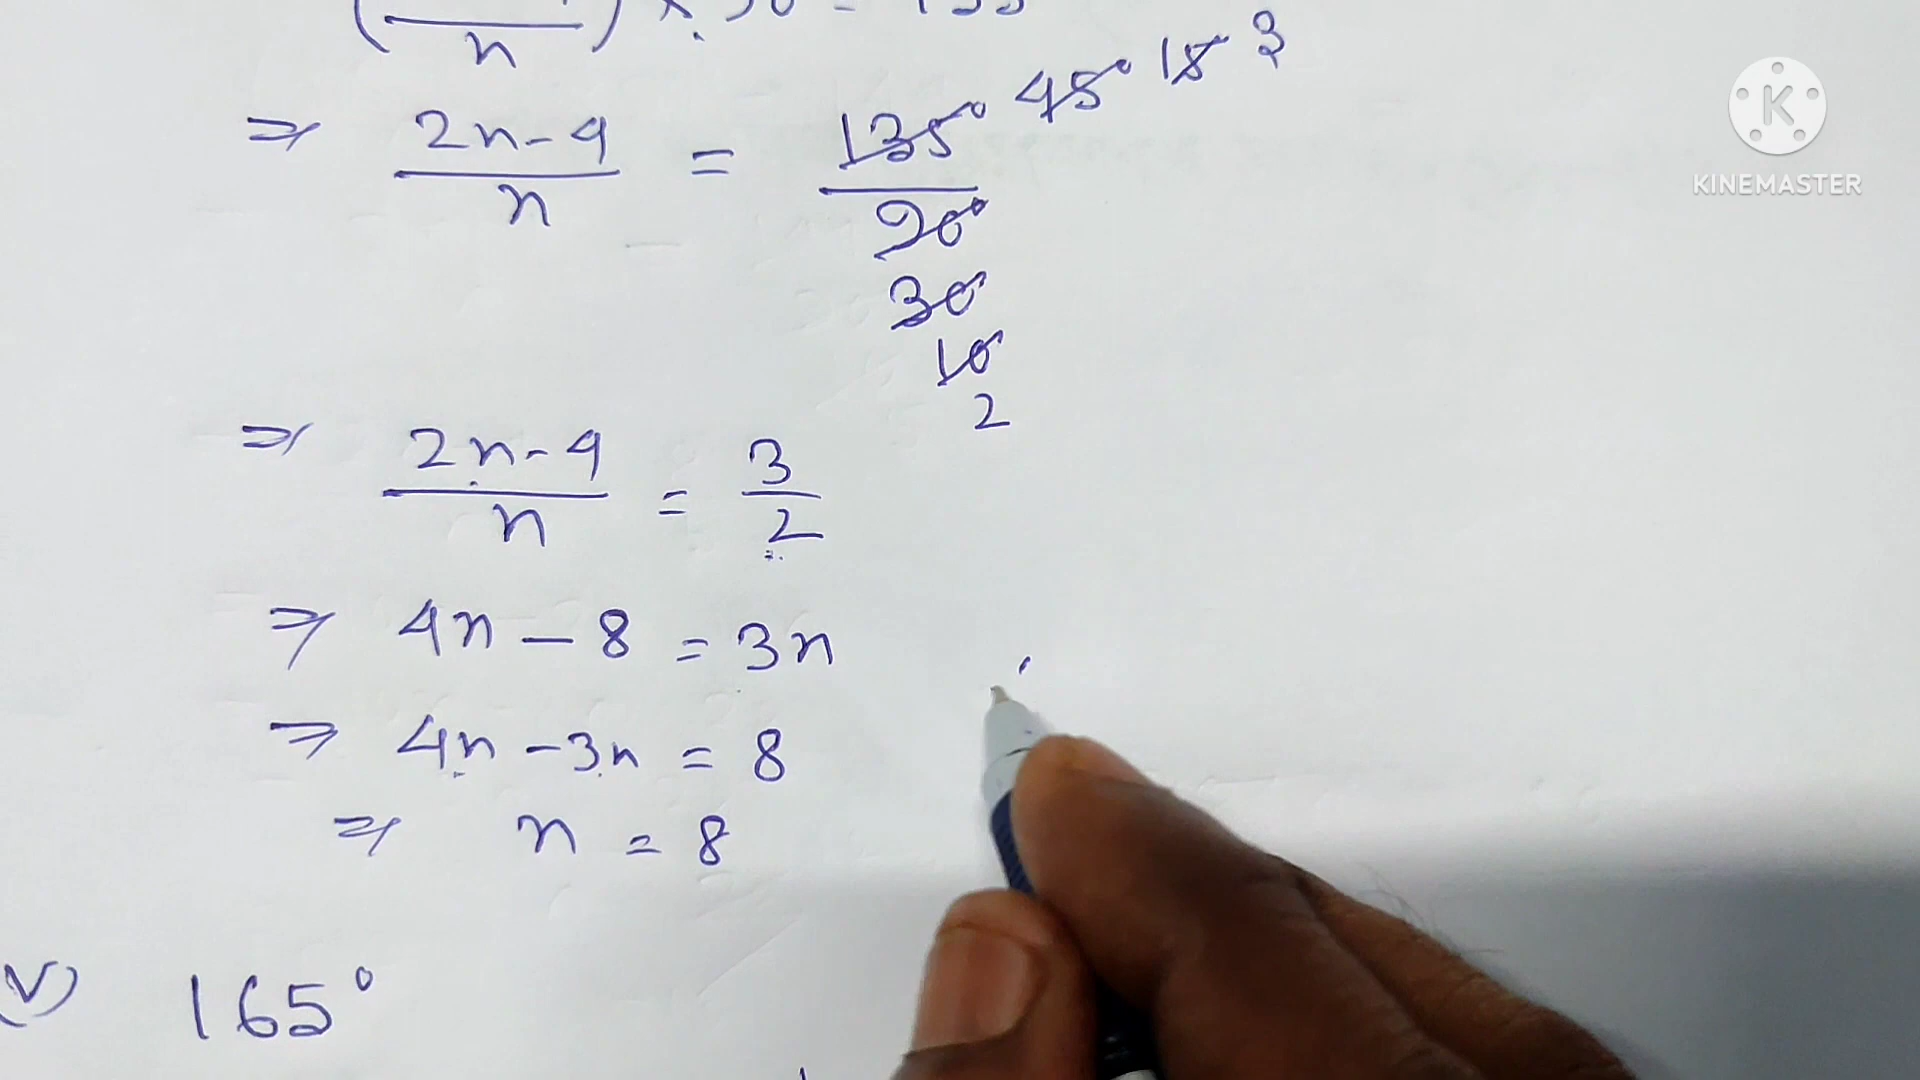 n
⇒ 2n-4/n = 135°/90° 45° 15 3
30
10
2
⇒ 2n-4/n = 3/2
⇒ 4n - 8 = 3n
⇒ 4n - 3n = 8
⇒ n = 8
V) 165°
K
KINEMASTER